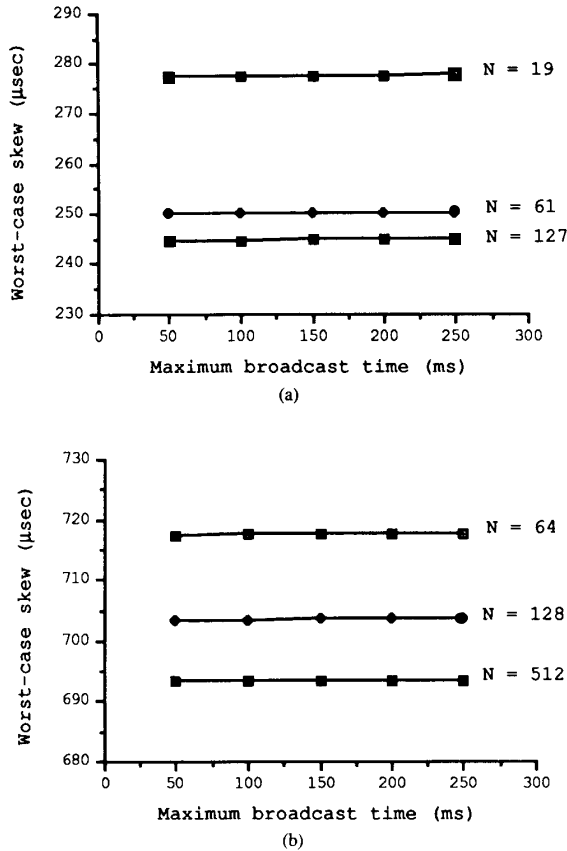 290
280
270
260
250
240
230
Worst-case skew (µsec)
N = 19
N = 61
N = 127
0 50 100 150 200 250 300
Maximum broadcast time (ms)
(a)
730
720
710
700
690
680
Worst-case skew (µsec)
N = 64
N = 128
N = 512
0 50 100 150 200 250 300
Maximum broadcast time (ms)
(b)